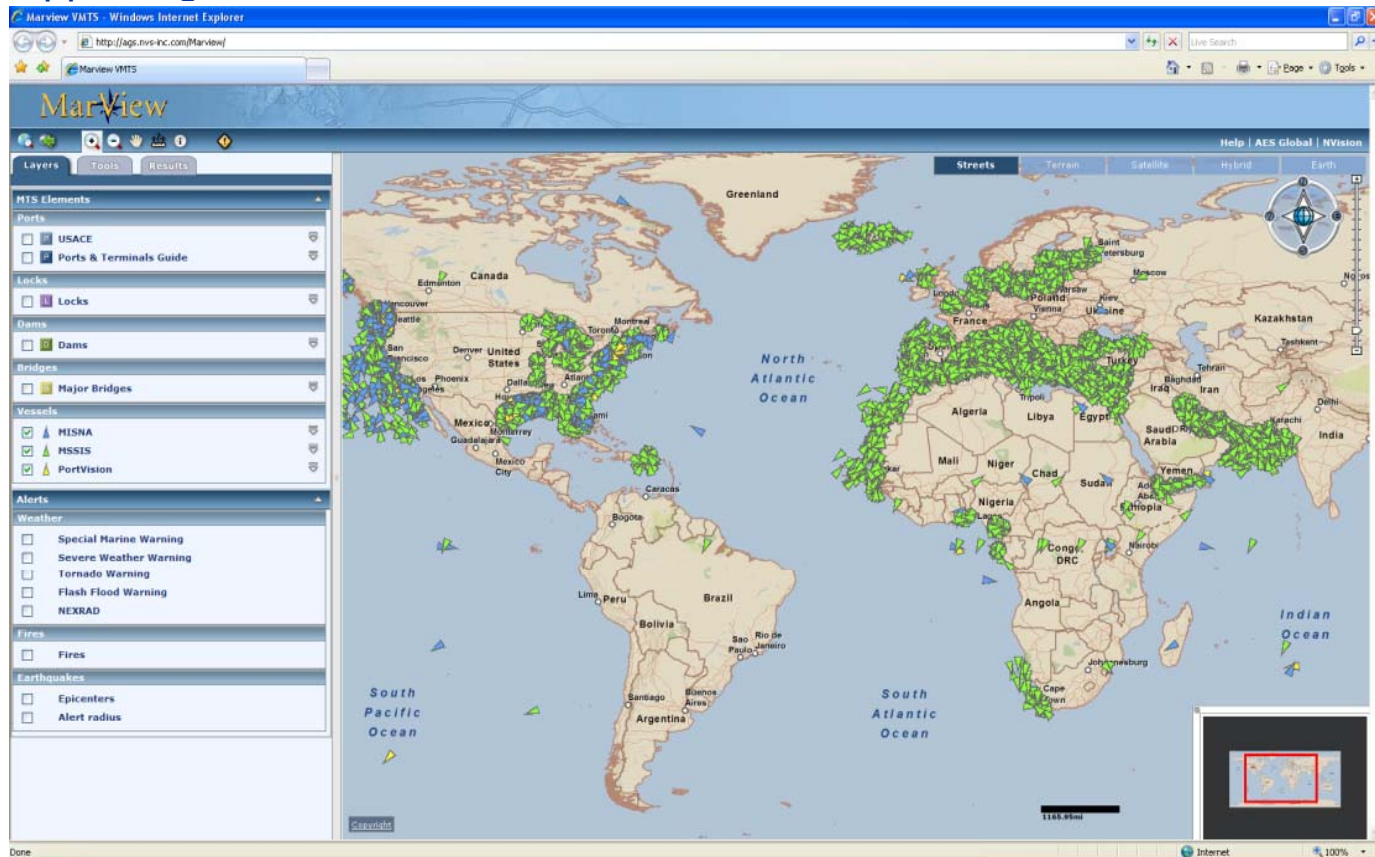 Marview VMTS - Windows Internet Explorer
http://ags.nvs-inc.com/Marview/
Live Search
Marview VMTS
Page
Tools
MarView
Help | AES Global | NVision
Layers
Tools
Results
Streets
Terrain
Satellite
Hybrid
Earth
MTS Elements
Ports
USACE
Ports & Terminals Guide
Locks
Locks
Dams
Dams
Bridges
Major Bridges
Vessels
MISNA
MSSIS
PortVision
Alerts
Weather
Special Marine Warning
Severe Weather Warning
Tornado Warning
Flash Flood Warning
NEXRAD
Fires
Fires
Earthquakes
Epicenters
Alert radius
Greenland
Canada
Edmonton
Montreal
Toronto
Denver
United
States
Phoenix
Mexico
Monterrey
Guadalajara
Mexico
City
Caracas
Bogota
Lima
Peru
Brazil
Bolivia
Sao
Paulo
Rio de
Janeiro
Santiago
Buenos
Aires
Argentina
North
Atlantic
Ocean
South
Pacific
Ocean
South
Atlantic
Ocean
Indian
Ocean
Saint
Petersburg
Moscow
Poland
Kiev
Vienna
Ukraine
France
Kazakhstan
Tashkent
Turkey
Tehran
Baghdad
Iraq
Iran
Delhi
Karachi
India
Tripoli
Algeria
Libya
Egypt
Saudi
Arabia
Mali
Niger
Chad
Sudan
Yemen
Nigeria
Lagos
Ethiopia
Congo,
DRC
Nairobi
Angola
Johannesburg
Cape
Town
1165.95mi
Copyright
Done
Internet
100%